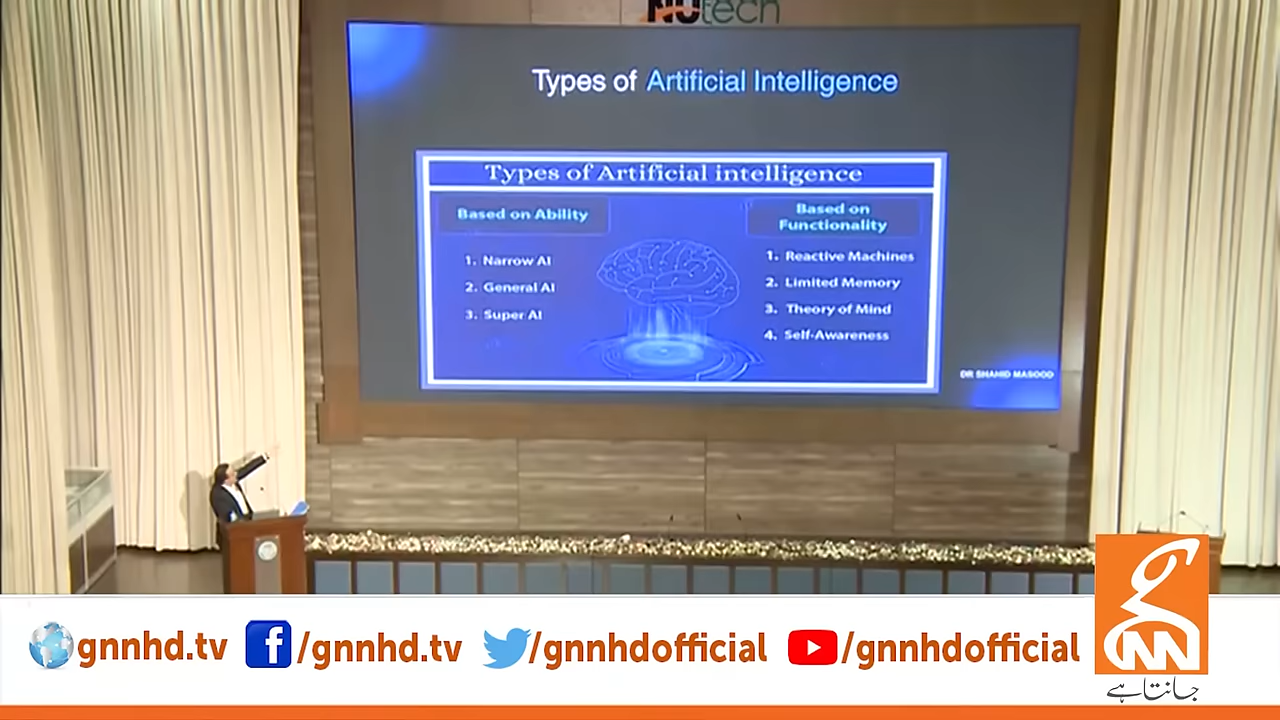 NUtech
Types of Artificial Intelligence
Types of Artificial intelligence
Based on Ability
1. Narrow AI
2. General AI
3. Super AI
Based on
Functionality
1. Reactive Machines
2. Limited Memory
3. Theory of Mind
4. Self-Awareness
DR SHAHID MASOOD
gnnhd.tv
/gnnhd.tv
/gnnhdofficial
/gnnhdofficial
GNN
جانتا ہے